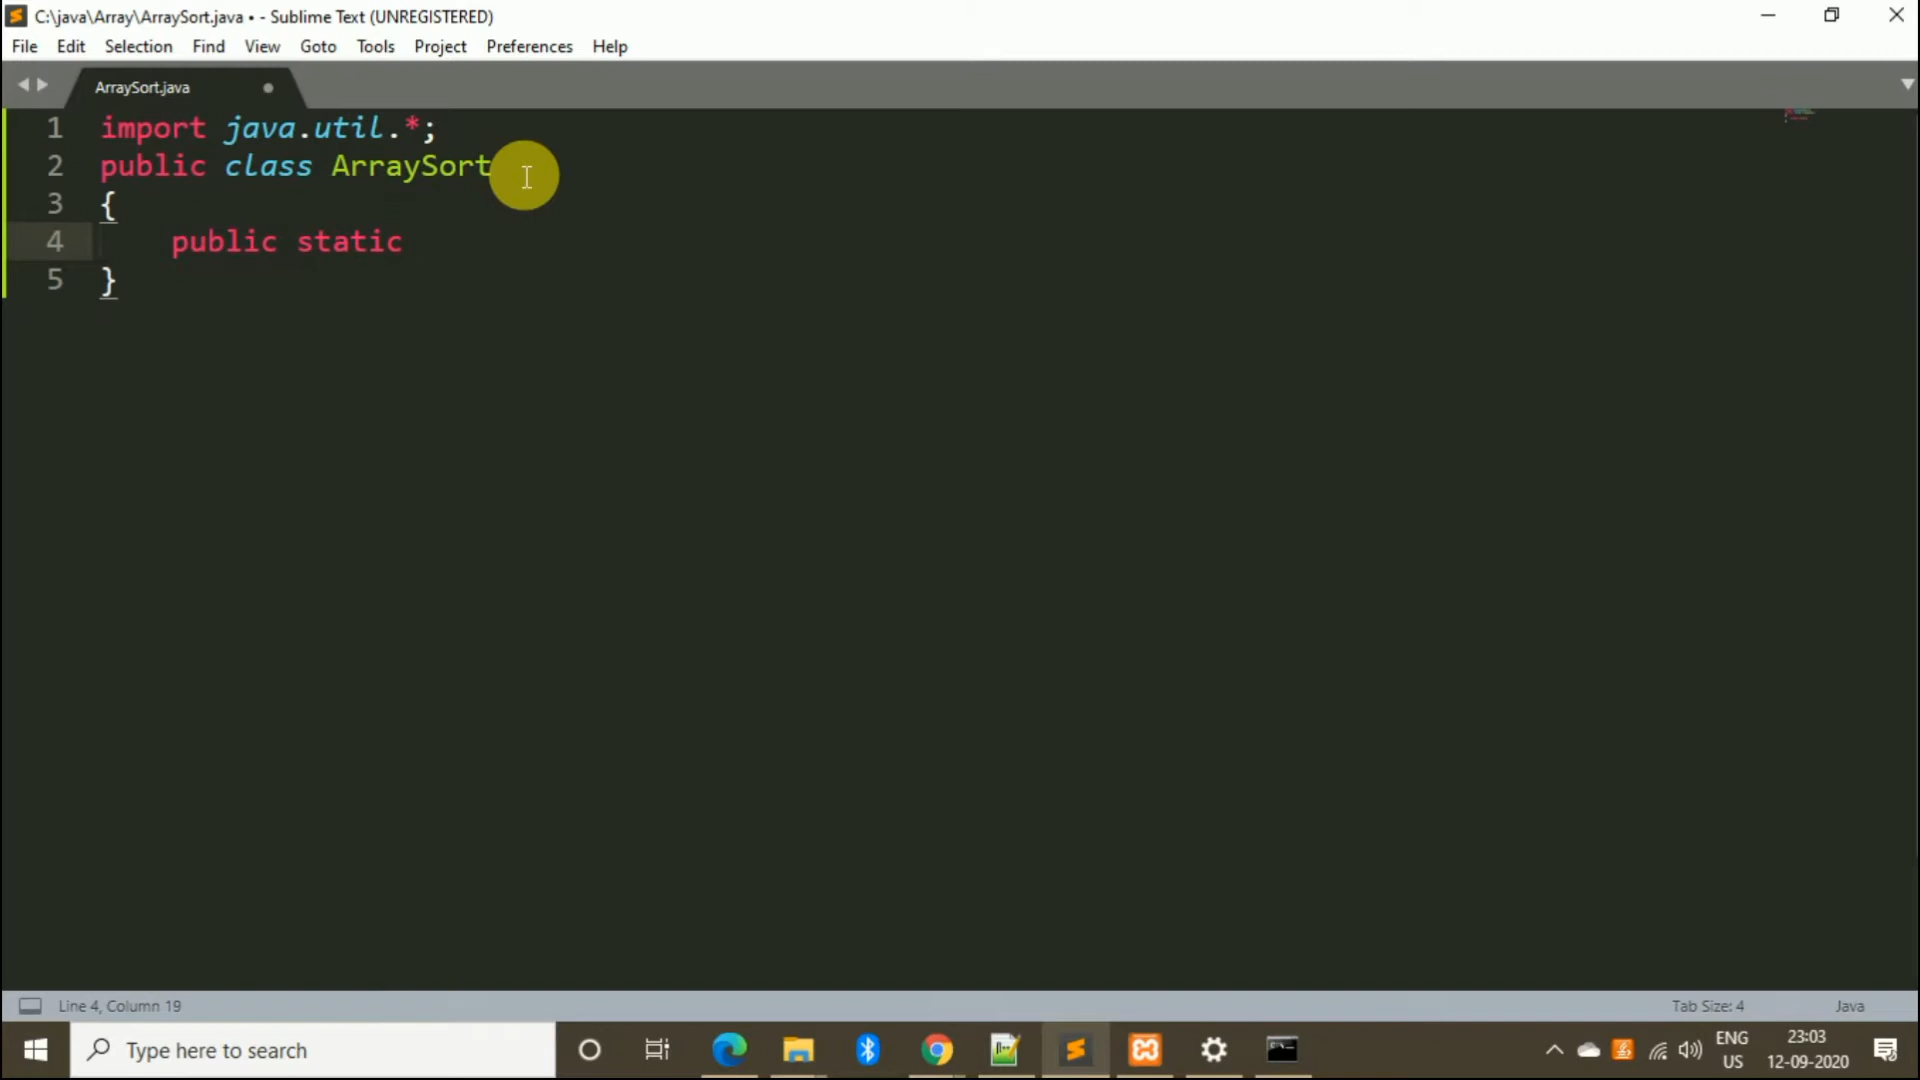 C:\java\Array\ArraySort.java • - Sublime Text (UNREGISTERED)
File Edit Selection Find View Goto Tools Project Preferences Help
ArraySort.java
1 import java.util.*;
2 public class ArraySort
3 {
4 public static
5 }
Line 4, Column 19 Tab Size: 4 Java
Type here to search
ENG
US
23:03
12-09-2020